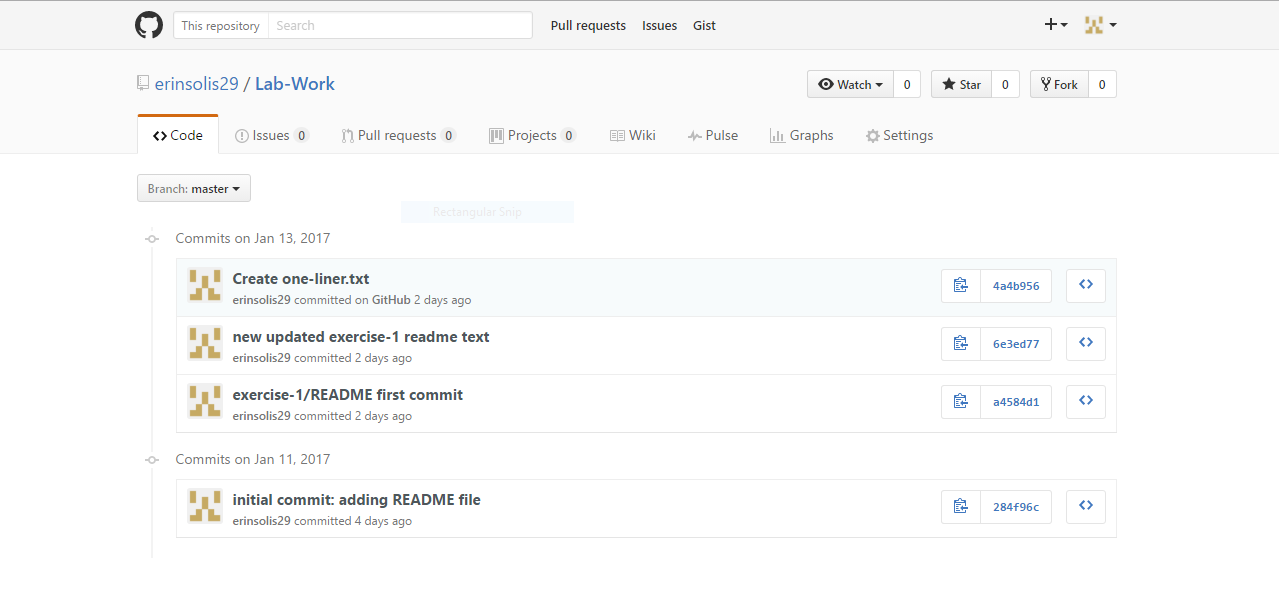 This repository Search Pull requests Issues Gist
erinsolis29 / Lab-Work Watch 0 Star 0 Fork 0
Code Issues 0 Pull requests 0 Projects 0 Wiki Pulse Graphs Settings
Branch: master
Rectangular Snip
Commits on Jan 13, 2017
Create one-liner.txt
erinsolis29 committed on GitHub 2 days ago
4a4b956
new updated exercise-1 readme text
erinsolis29 committed 2 days ago
6e3ed77
exercise-1/README first commit
erinsolis29 committed 2 days ago
a4584d1
Commits on Jan 11, 2017
initial commit: adding README file
erinsolis29 committed 4 days ago
284f96c